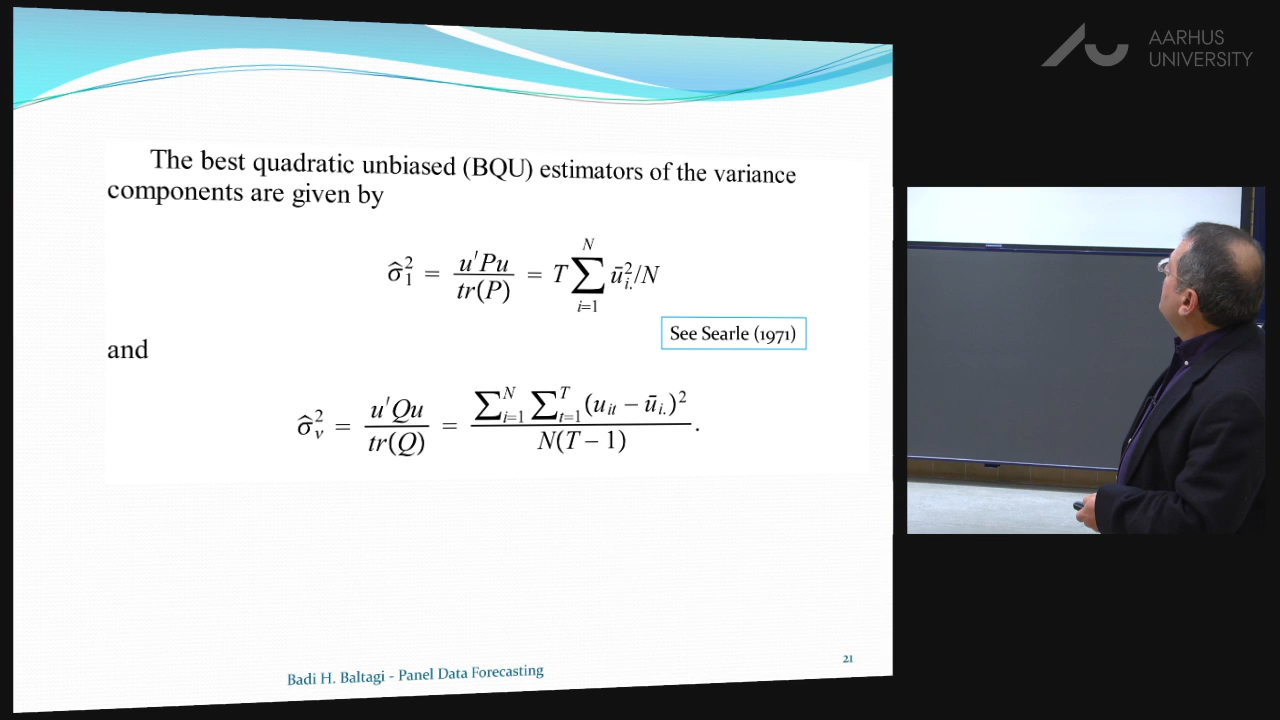 AARHUS
UNIVERSITY
The best quadratic unbiased (BQU) estimators of the variance
components are given by
σ̂₁² = u′Pu / tr(P) = T ∑ᵢ₌₁ᴺ ūᵢ.² / N
See Searle (1971)
and
σ̂ᵥ² = u′Qu / tr(Q) = ∑ᵢ₌₁ᴺ ∑ₜ₌₁ᵀ (uᵢₜ − ūᵢ.)² / N(T − 1) .
Badi H. Baltagi - Panel Data Forecasting
21